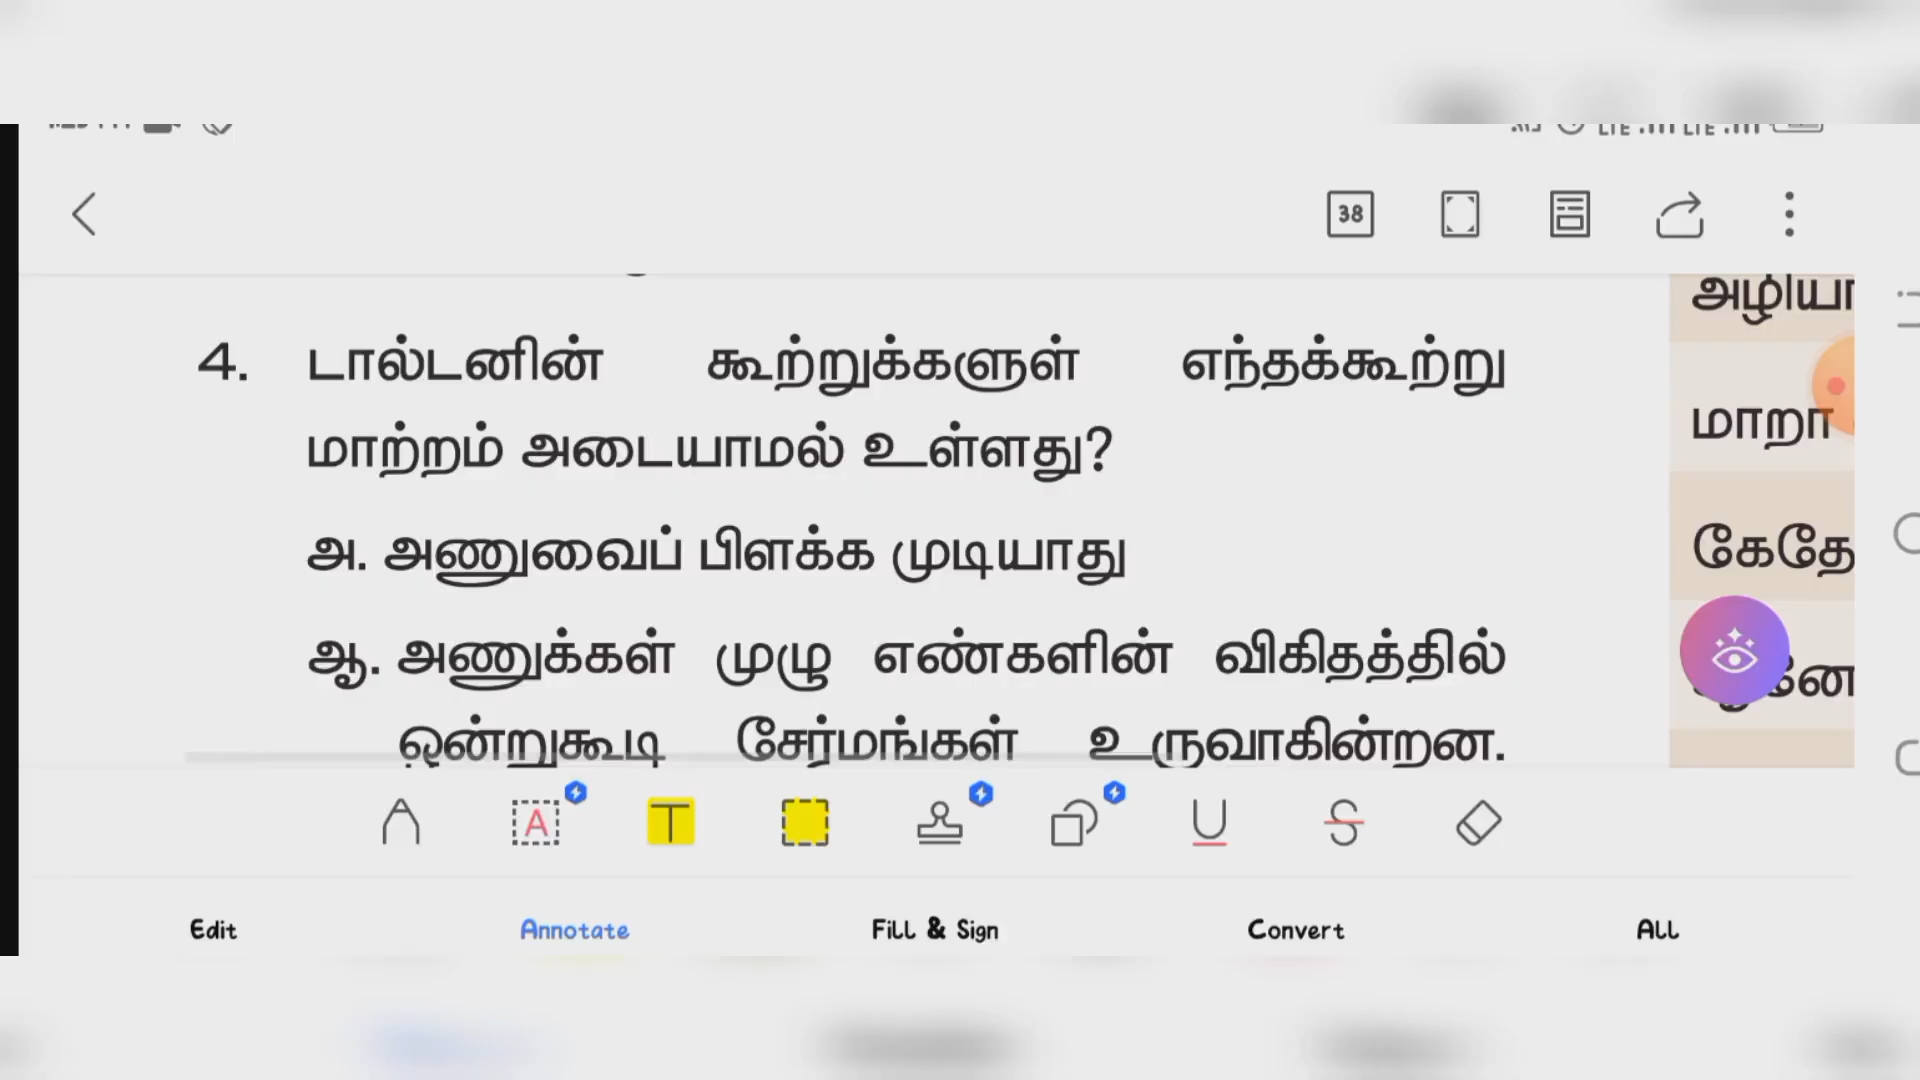 38
4. டால்டனின் கூற்றுக்களுள் எந்தக்கூற்று
மாற்றம் அடையாமல் உள்ளது?
அ. அணுவைப் பிளக்க முடியாது
ஆ. அணுக்கள் முழு எண்களின் விகிதத்தில்
ஒன்றுகூடி சேர்மங்கள் உருவாகின்றன.
மாறா
Edit Annotate Fill & Sign Convert All